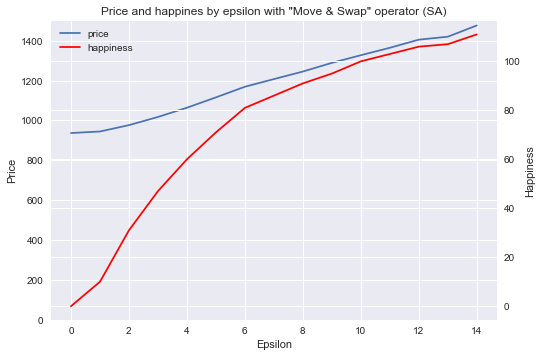 Price and happines by epsilon with "Move & Swap" operator (SA)
price
happiness
1400
1200
1000
800
600
400
200
0
Price
100
80
60
40
20
0
Happiness
0 2 4 6 8 10 12 14
Epsilon